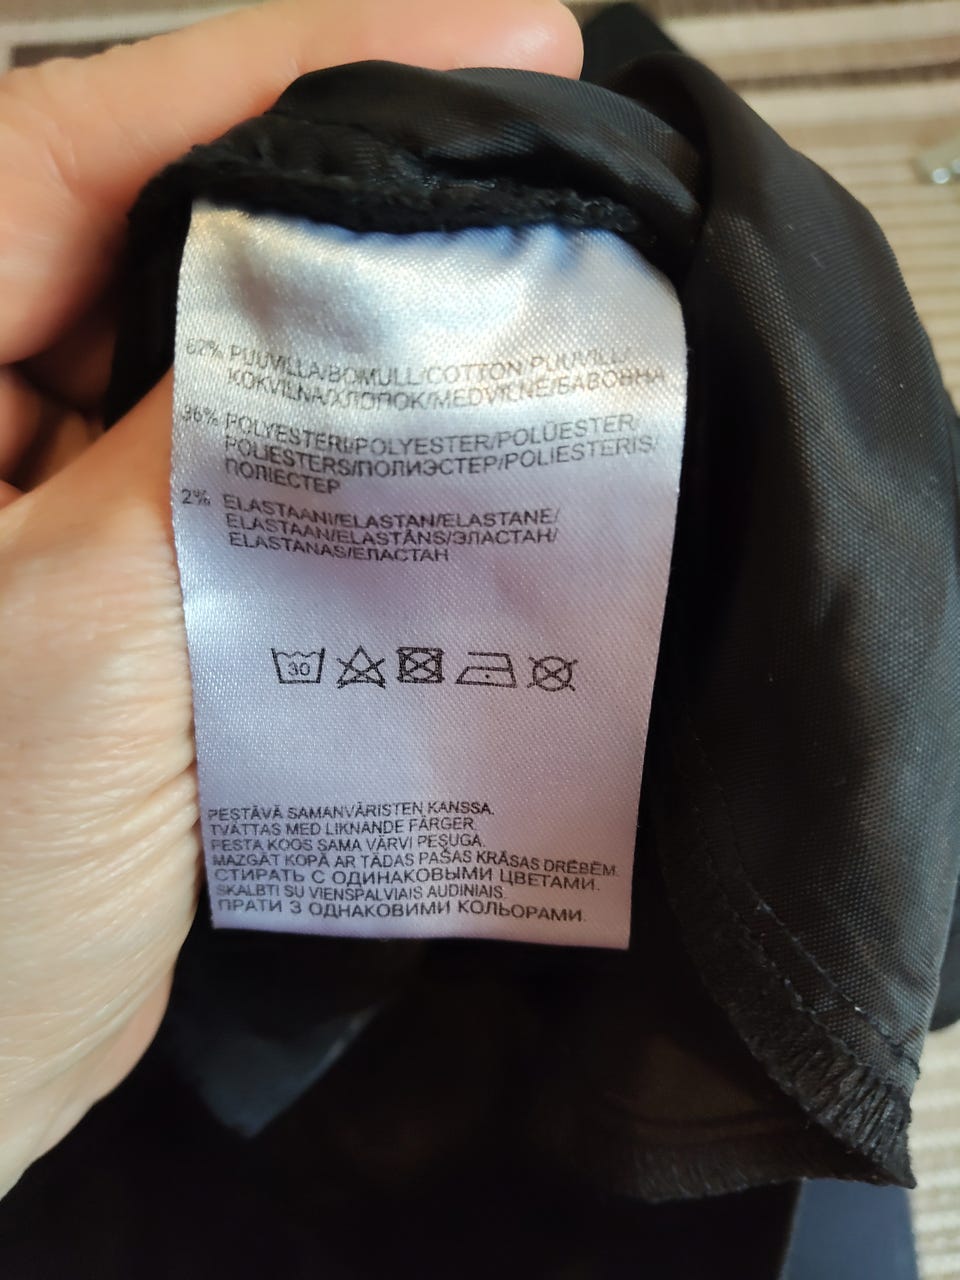 62% PUUVILLA/BOMULL/COTTON PUUVILL/
KOKVILNA/ХЛОПОК/MEDVILNĖ/БАВОВНА
36% POLYESTERI/POLYESTER/POLÜESTER/
POLIESTERS/ПОЛИЭСТЕР/POLIESTERIS/
ПОЛІЕСТЕР
2% ELASTAANI/ELASTAN/ELASTANE/
ELASTAAN/ELASTĀNS/ЭЛАСТАН/
ELASTANAS/ЕЛАСТАН
30
PESTÄVÄ SAMANVÄRISTEN KANSSA.
TVÄTTAS MED LIKNANDE FÄRGER.
PESTA KOOS SAMA VÄRVI PESUGA.
MAZGĀT KOPĀ AR TĀDAS PAŠAS KRĀSAS DRĒBĒM.
СТИРАТЬ С ОДИНАКОВЫМИ ЦВЕТАМИ.
SKALBTI SU VIENSPALVIAIS AUDINIAIS.
ПРАТИ З ОДНАКОВИМИ КОЛЬОРАМИ.